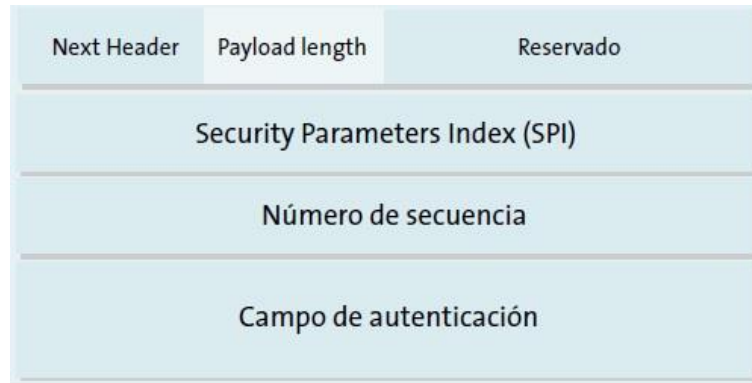 Next Header Payload length Reservado
Security Parameters Index (SPI)
Número de secuencia
Campo de autenticación